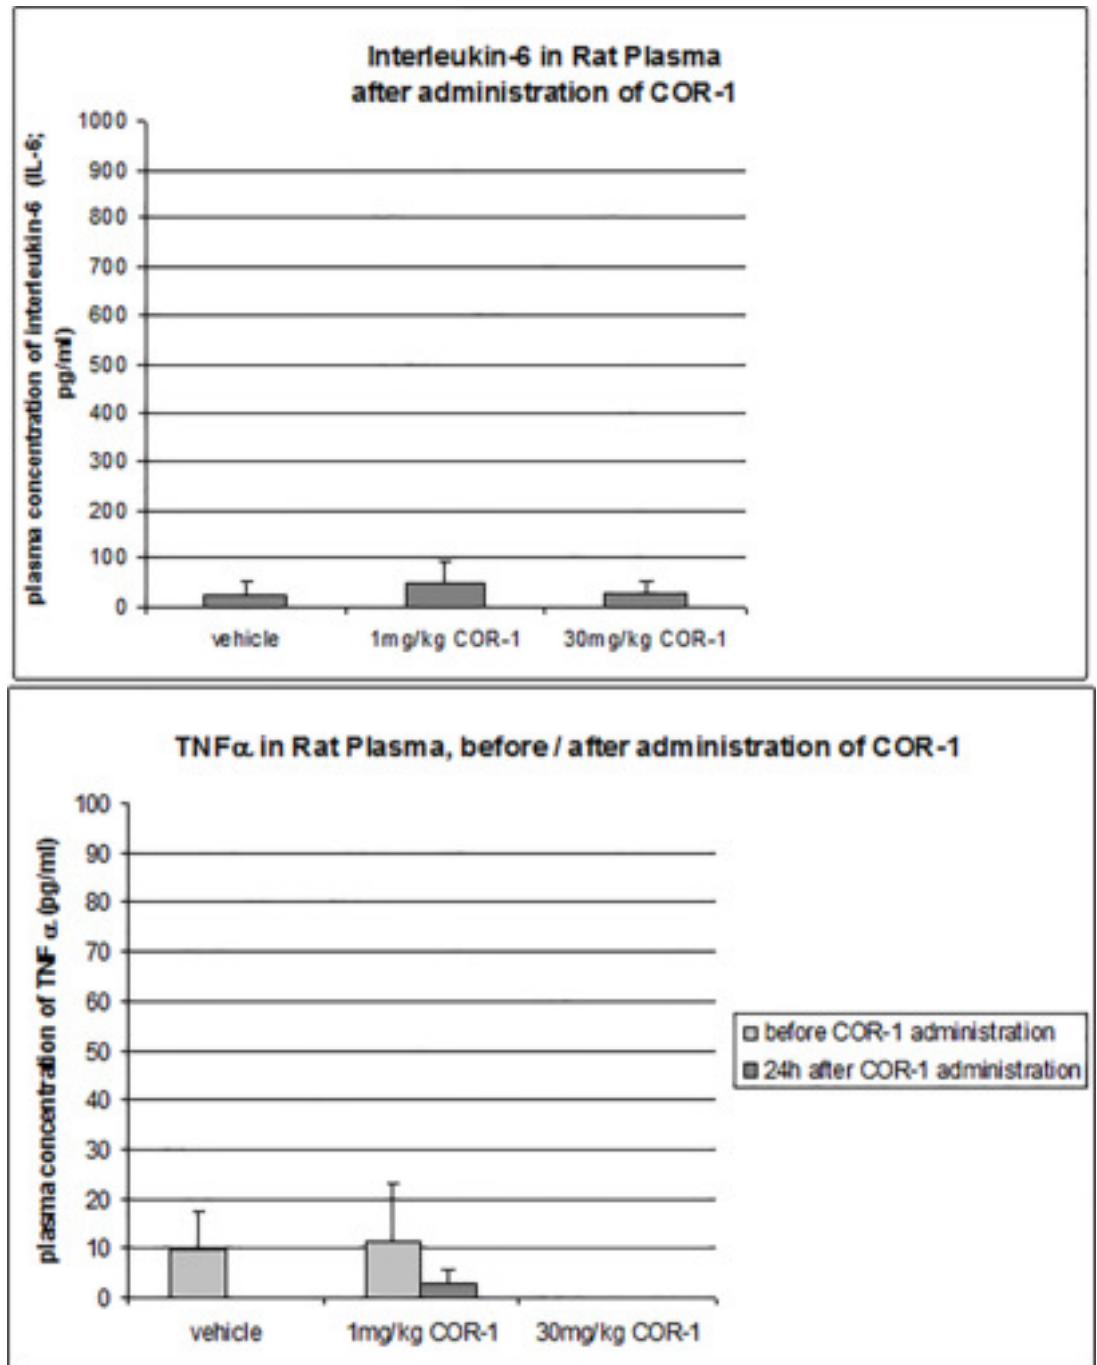 Interleukin-6 in Rat Plasma
after administration of COR-1
plasma concentration of interleukin-6 (IL-6;
pg/ml)
1000
900
800
700
600
500
400
300
200
100
0
vehicle
1mg/kg COR-1
30mg/kg COR-1
TNFα in Rat Plasma, before / after administration of COR-1
plasma concentration of TNF α (pg/ml)
100
90
80
70
60
50
40
30
20
10
0
vehicle
1mg/kg COR-1
30mg/kg COR-1
before COR-1 administration
24h after COR-1 administration